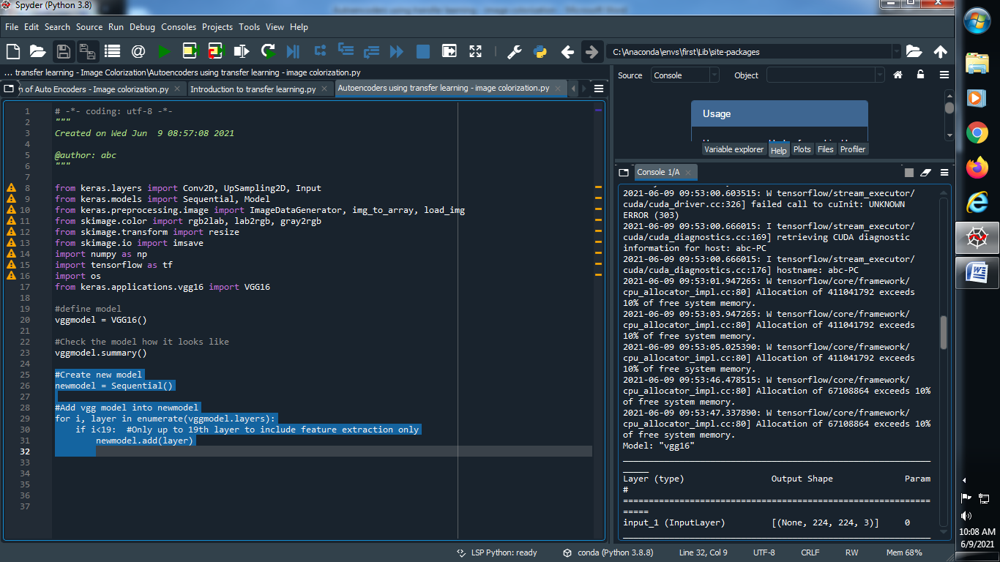 Spyder (Python 3.8)
File Edit Search Source Run Debug Consoles Projects Tools View Help
C:\Anaconda\envs\first\Lib\site-packages
... transfer learning - Image Colorization\Autoencoders using transfer learning - image colorization.py
n of Auto Encoders - Image colorization.py
Introduction to transfer learning.py
Autoencoders using transfer learning - image colorization.py
1 # -*- coding: utf-8 -*-
2 """
3 Created on Wed Jun  9 08:57:08 2021
4
5 @author: abc
6 """
7
8 from keras.layers import Conv2D, UpSampling2D, Input
9 from keras.models import Sequential, Model
10 from keras.preprocessing.image import ImageDataGenerator, img_to_array, load_img
11 from skimage.color import rgb2lab, lab2rgb, gray2rgb
12 from skimage.transform import resize
13 from skimage.io import imsave
14 import numpy as np
15 import tensorflow as tf
16 import os
17 from keras.applications.vgg16 import VGG16
18
19 #define model
20 vggmodel = VGG16()
21
22 #Check the model how it looks like
23 vggmodel.summary()
24
25 #Create new model
26 newmodel = Sequential()
27
28 #Add vgg model into newmodel
29 for i, layer in enumerate(vggmodel.layers):
30     if i<19:  #Only up to 19th layer to include feature extraction only
31         newmodel.add(layer)
32
33
34
35
36
37
Source Console Object
Usage
Variable explorer Help Plots Files Profiler
Console 1/A
2021-06-09 09:53:00.603515: W tensorflow/stream_executor/
cuda/cuda_driver.cc:326] failed call to cuInit: UNKNOWN
ERROR (303)
2021-06-09 09:53:00.666015: I tensorflow/stream_executor/
cuda/cuda_diagnostics.cc:169] retrieving CUDA diagnostic
information for host: abc-PC
2021-06-09 09:53:00.666015: I tensorflow/stream_executor/
cuda/cuda_diagnostics.cc:176] hostname: abc-PC
2021-06-09 09:53:01.947265: W tensorflow/core/framework/
cpu_allocator_impl.cc:80] Allocation of 411041792 exceeds
10% of free system memory.
2021-06-09 09:53:03.947265: W tensorflow/core/framework/
cpu_allocator_impl.cc:80] Allocation of 411041792 exceeds
10% of free system memory.
2021-06-09 09:53:05.025390: W tensorflow/core/framework/
cpu_allocator_impl.cc:80] Allocation of 411041792 exceeds
10% of free system memory.
2021-06-09 09:53:46.478515: W tensorflow/core/framework/
cpu_allocator_impl.cc:80] Allocation of 67108864 exceeds 10%
of free system memory.
2021-06-09 09:53:47.337890: W tensorflow/core/framework/
cpu_allocator_impl.cc:80] Allocation of 67108864 exceeds 10%
of free system memory.
Model: "vgg16"
Layer (type) Output Shape Param
#
=================================================================
=====
input_1 (InputLayer) [(None, 224, 224, 3)] 0
LSP Python: ready conda (Python 3.8.8) Line 32, Col 9 UTF-8 CRLF RW Mem 68%
10:08 AM
6/9/2021